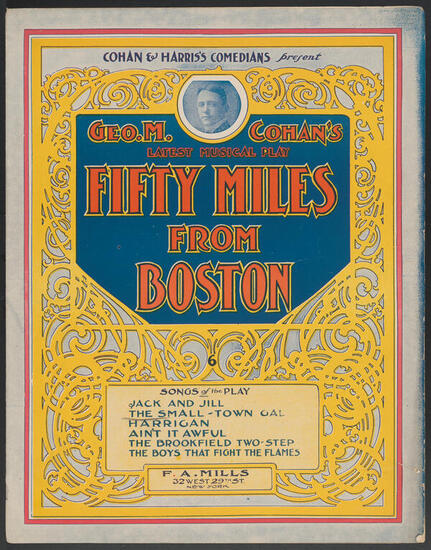 COHAN & HARRIS'S COMEDIANS present
GEO. M. COHAN'S
LATEST MUSICAL PLAY
FIFTY MILES
FROM
BOSTON
6
SONGS of the PLAY
JACK AND JILL
THE SMALL-TOWN GAL
HARRIGAN
AIN'T IT AWFUL
THE BROOKFIELD TWO-STEP
THE BOYS THAT FIGHT THE FLAMES
F. A. MILLS
32 WEST 29TH ST.
NEW YORK